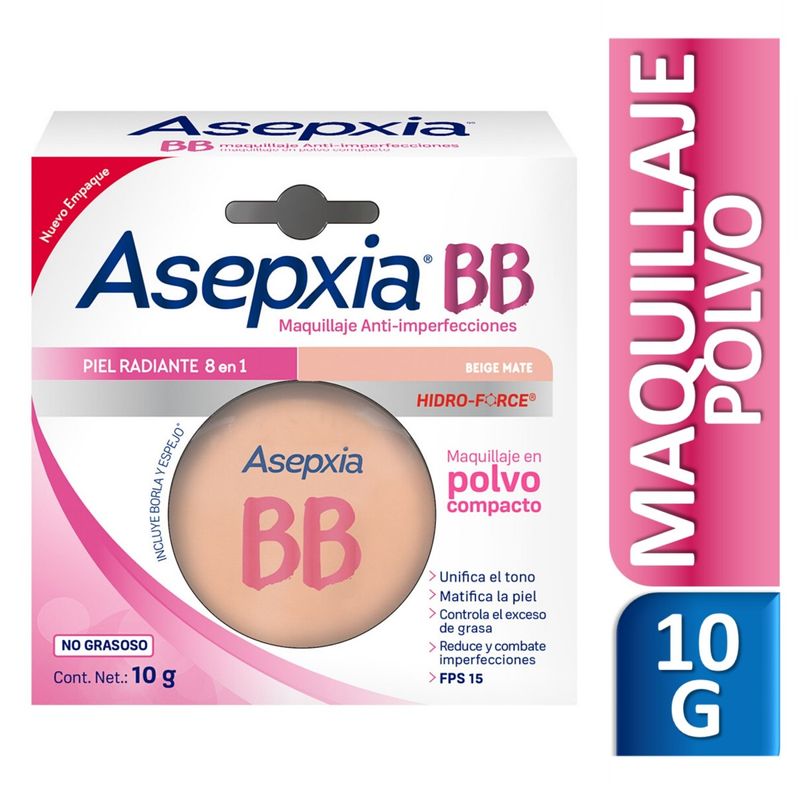 Asepxia
BB maquillaje Anti-imperfecciones
maquillaje en polvo compacto
Nuevo Empaque
Asepxia® BB
Maquillaje Anti-imperfecciones
PIEL RADIANTE 8 en 1
BEIGE MATE
HIDRO-FORCE®
INCLUYE BORLA Y ESPEJO*
Asepxia
BB
Maquillaje en
polvo
compacto
> Unifica el tono
> Matifica la piel
> Controla el exceso
de grasa
> Reduce y combate
imperfecciones
> FPS 15
NO GRASOSO
Cont. Net.: 10 g
MAQUILLAJE
POLVO
10
G